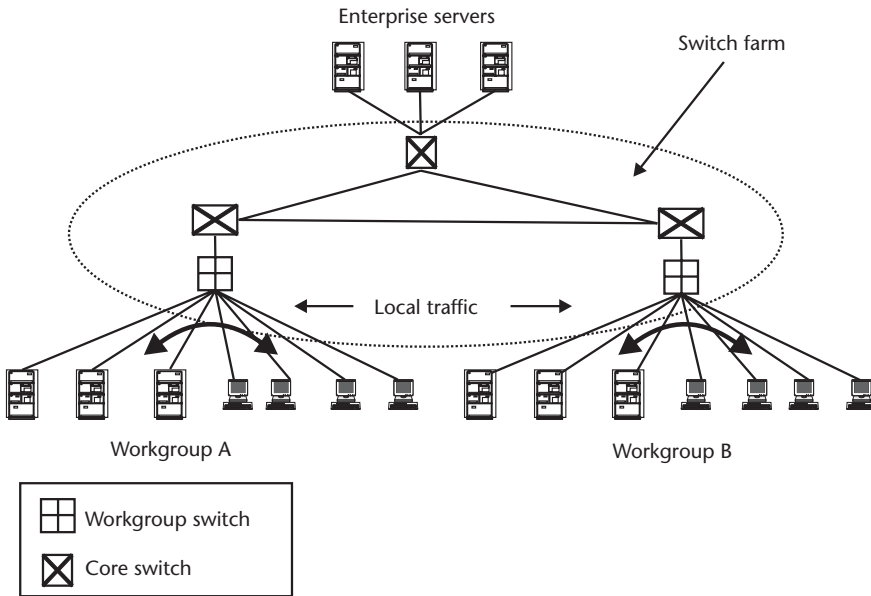 Enterprise servers
Switch farm
Local traffic
Workgroup A
Workgroup B
Workgroup switch
Core switch